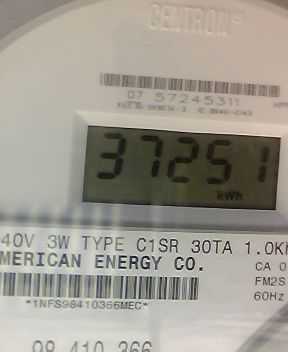 CENTRON®
07 57245311
37251
kWh
40V 3W TYPE C1SR 30TA 1.0K
MERICAN ENERGY CO.
CA 0
FM2S
60Hz
*1NFS98410366MEC*
98 410 366